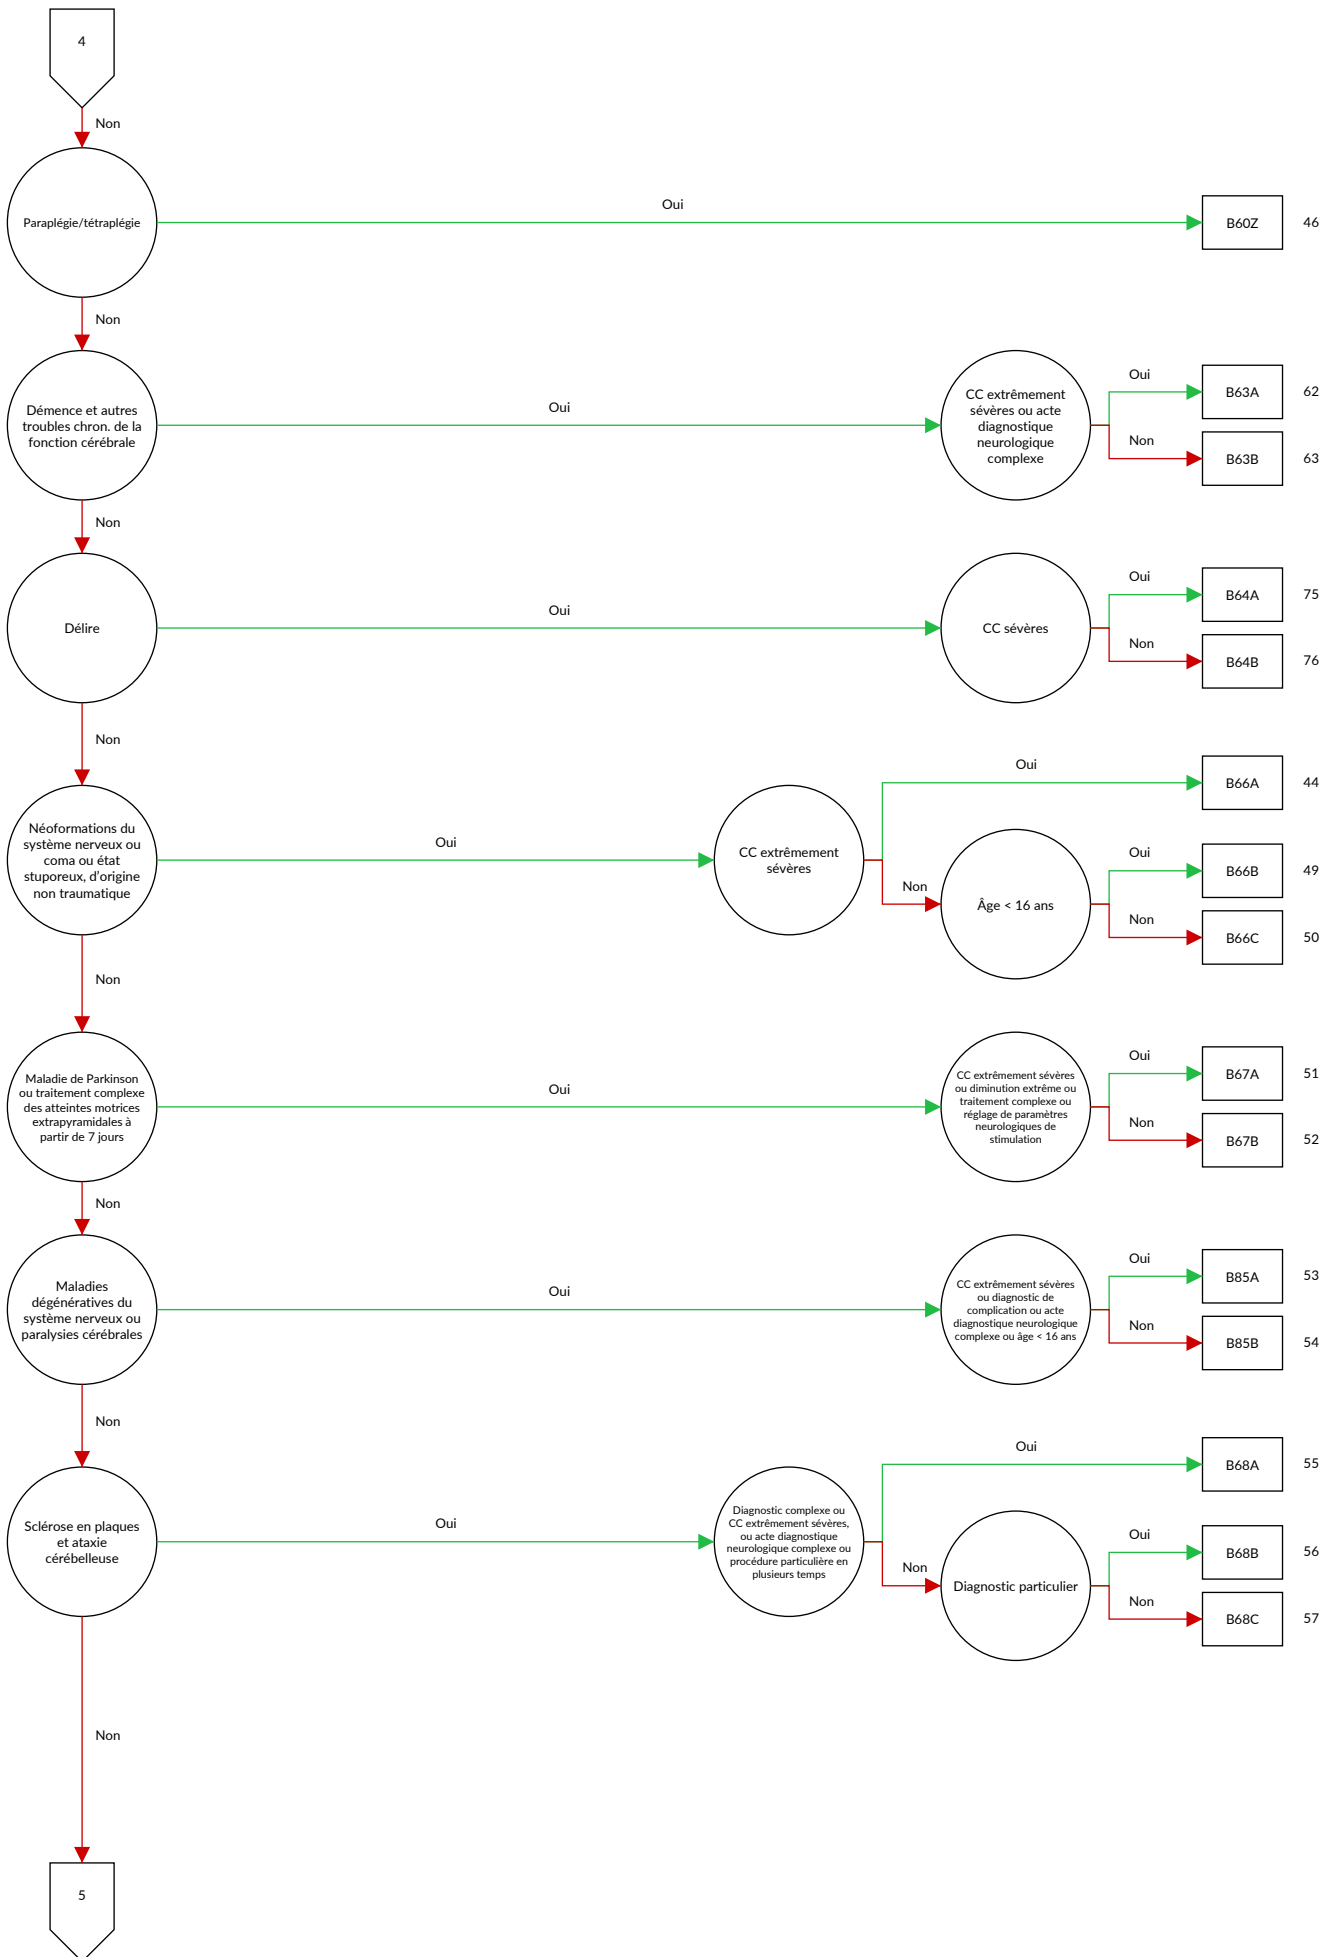 4
Non
Paraplégie/tétraplégie
Oui
B60Z
46
Non
Démence et autres
troubles chron. de la
fonction cérébrale
Oui
CC extrêmement
sévères ou acte
diagnostique
neurologique
complexe
Oui
B63A
62
Non
B63B
63
Non
Délire
Oui
CC sévères
Oui
B64A
75
Non
B64B
76
Non
Néoformations du
système nerveux ou
coma ou état
stuporeux, d'origine
non traumatique
Oui
CC extrêmement
sévères
Oui
B66A
44
Non
Âge < 16 ans
Oui
B66B
49
Non
B66C
50
Non
Maladie de Parkinson
ou traitement complexe
des atteintes motrices
extrapyramidales à
partir de 7 jours
Oui
CC extrêmement sévères
ou diminution extrême ou
traitement complexe ou
réglage de paramètres
neurologiques de
stimulation
Oui
B67A
51
Non
B67B
52
Non
Maladies
dégénératives du
système nerveux ou
paralysies cérébrales
Oui
CC extrêmement sévères
ou diagnostic de
complication ou acte
diagnostique neurologique
complexe ou âge < 16 ans
Oui
B85A
53
Non
B85B
54
Non
Sclérose en plaques
et ataxie
cérébelleuse
Oui
Diagnostic complexe ou
CC extrêmement sévères,
ou acte diagnostique
neurologique complexe ou
procédure particulière en
plusieurs temps
Oui
B68A
55
Non
Diagnostic particulier
Oui
B68B
56
Non
B68C
57
Non
5